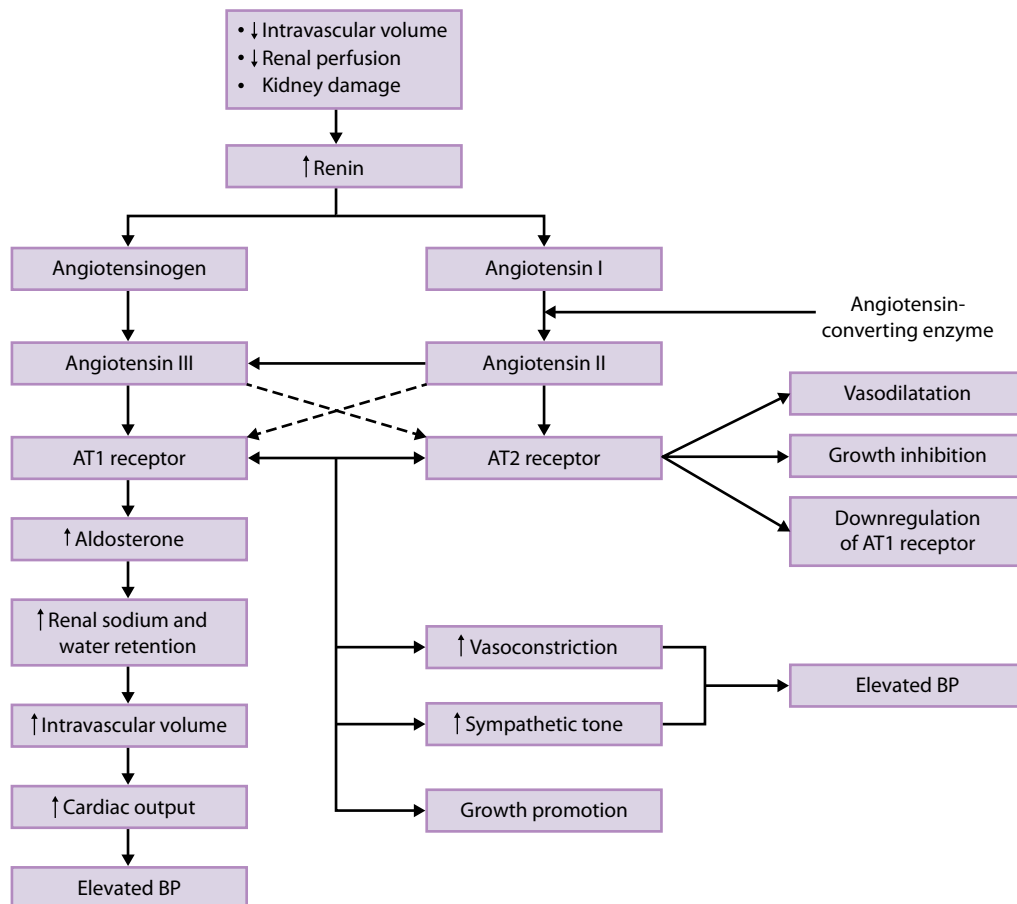 • ↓ Intravascular volume
• ↓ Renal perfusion
• Kidney damage
↑ Renin
Angiotensinogen
Angiotensin I
Angiotensin-
converting enzyme
Angiotensin III
Angiotensin II
Vasodilatation
AT1 receptor
AT2 receptor
Growth inhibition
Downregulation
of AT1 receptor
↑ Aldosterone
↑ Renal sodium and
water retention
↑ Vasoconstriction
Elevated BP
↑ Intravascular volume
↑ Sympathetic tone
↑ Cardiac output
Growth promotion
Elevated BP